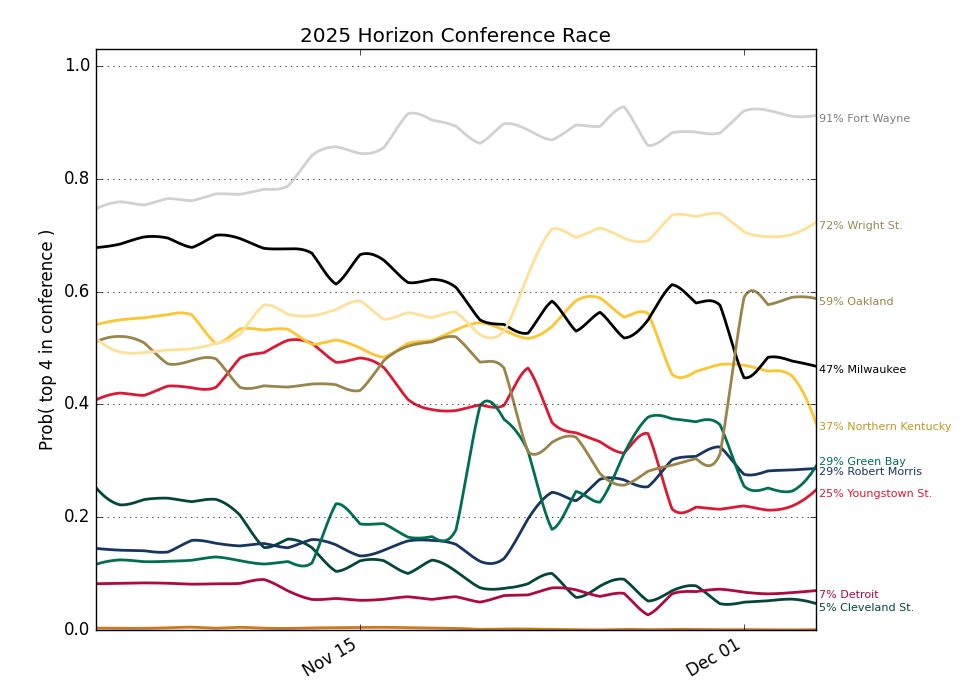 2025 Horizon Conference Race
1.0
0.8
0.6
0.4
0.2
0.0
Prob( top 4 in conference )
Nov 15
Dec 01
91% Fort Wayne
72% Wright St.
59% Oakland
47% Milwaukee
37% Northern Kentucky
29% Green Bay
29% Robert Morris
25% Youngstown St.
7% Detroit
5% Cleveland St.